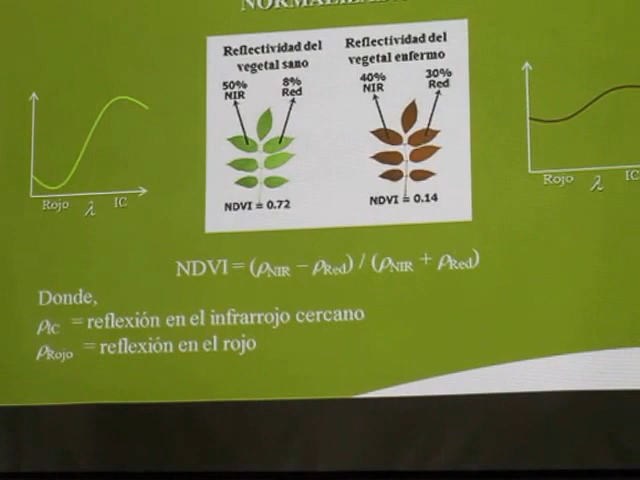 Reflectividad del
vegetal sano
Reflectividad del
vegetal enfermo
50%
NIR
8%
Red
40%
NIR
30%
Red
NDVI = 0.72
NDVI = 0.14
Rojo λ IC
Rojo λ IC
NDVI = (ρNIR – ρRed) / (ρNIR + ρRed)
Donde,
ρIC = reflexión en el infrarrojo cercano
ρRojo = reflexión en el rojo